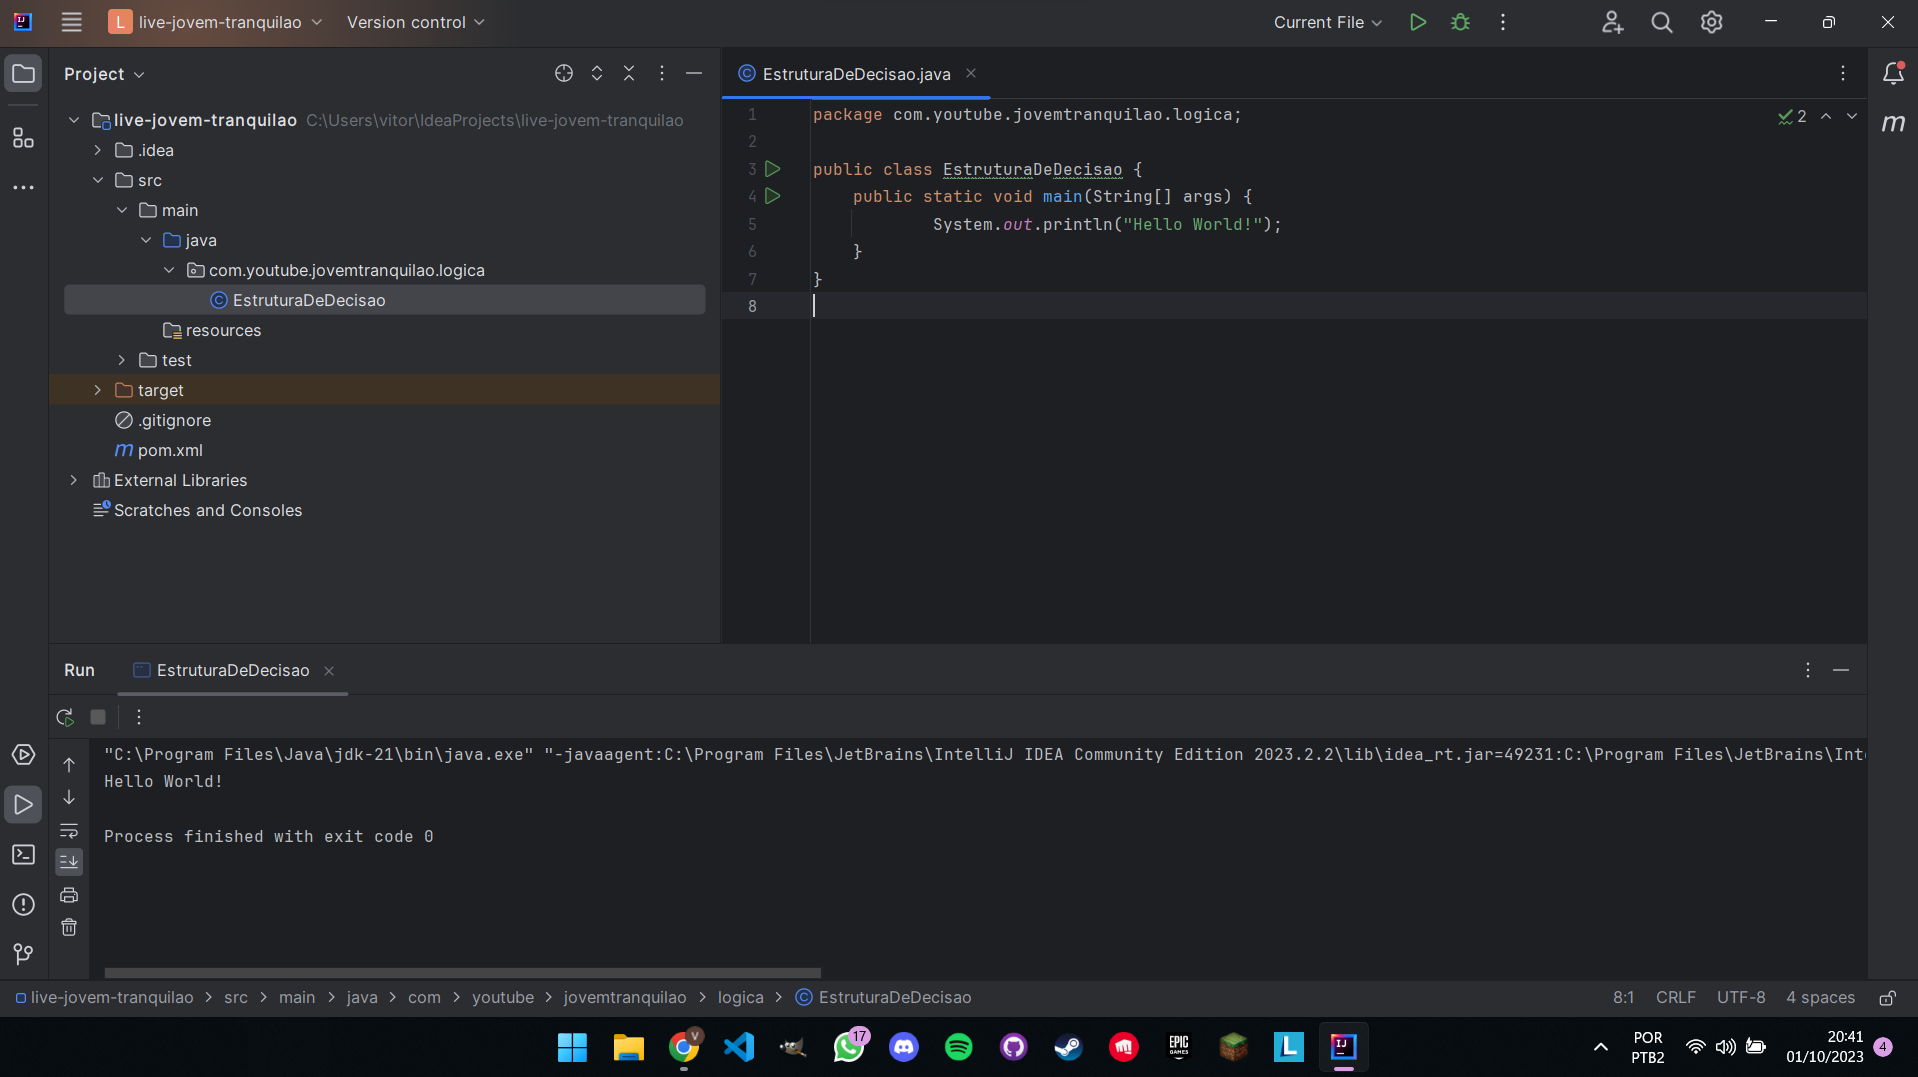 live-jovem-tranquilao
Version control
Current File
Project
EstruturaDeDecisao.java
live-jovem-tranquilao C:\Users\vitor\IdeaProjects\live-jovem-tranquilao
.idea
src
main
java
com.youtube.jovemtranquilao.logica
EstruturaDeDecisao
resources
test
target
.gitignore
pom.xml
External Libraries
Scratches and Consoles
1 package com.youtube.jovemtranquilao.logica;
2
3 public class EstruturaDeDecisao {
4 public static void main(String[] args) {
5 System.out.println("Hello World!");
6 }
7 }
8
2
Run EstruturaDeDecisao
"C:\Program Files\Java\jdk-21\bin\java.exe" "-javaagent:C:\Program Files\JetBrains\IntelliJ IDEA Community Edition 2023.2.2\lib\idea_rt.jar=49231:C:\Program Files\JetBrains\Int
Hello World!
Process finished with exit code 0
live-jovem-tranquilao > src > main > java > com > youtube > jovemtranquilao > logica > EstruturaDeDecisao
8:1 CRLF UTF-8 4 spaces
V
17
EPIC GAMES
L
IJ
POR
PTB2
20:41
01/10/2023
4